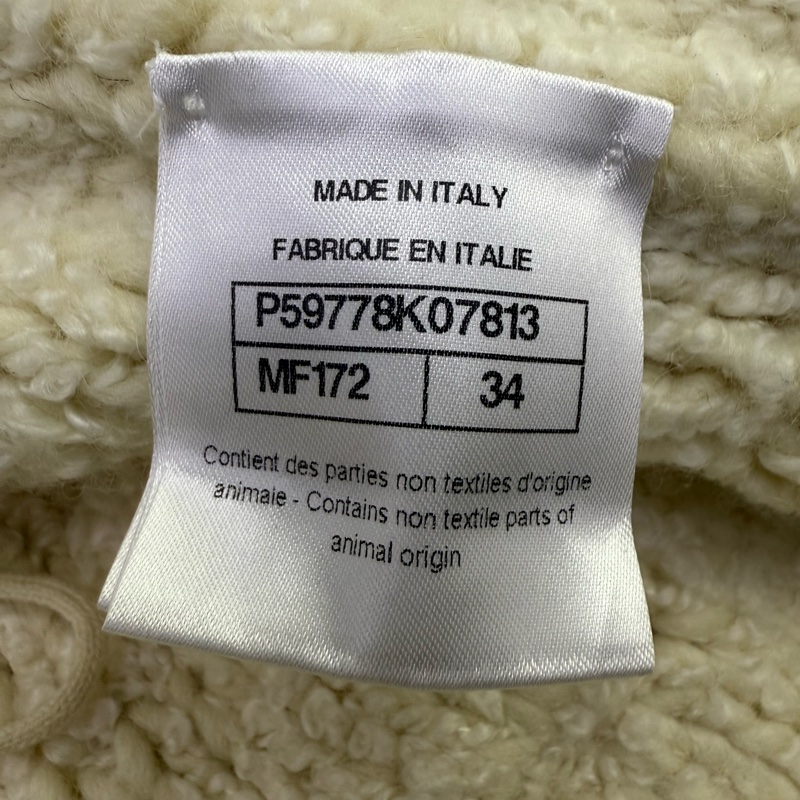 MADE IN ITALY
FABRIQUE EN ITALIE
P59778K07813
MF172 34
Contient des parties non textiles d'origine
animale - Contains non textile parts of
animal origin